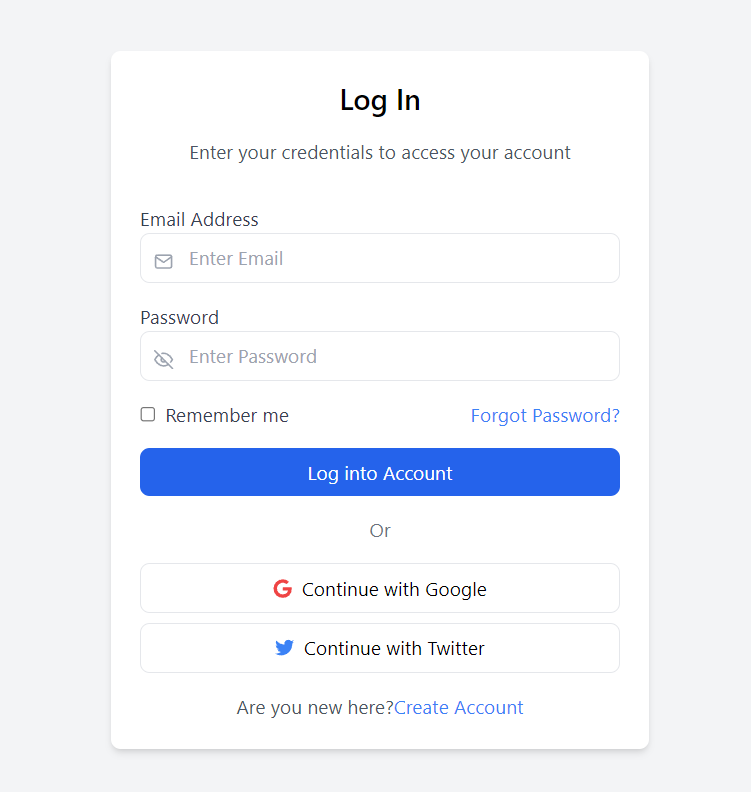 Log In
Enter your credentials to access your account
Email Address
Enter Email
Password
Enter Password
Remember me Forgot Password?
Log into Account
Or
Continue with Google
Continue with Twitter
Are you new here?Create Account